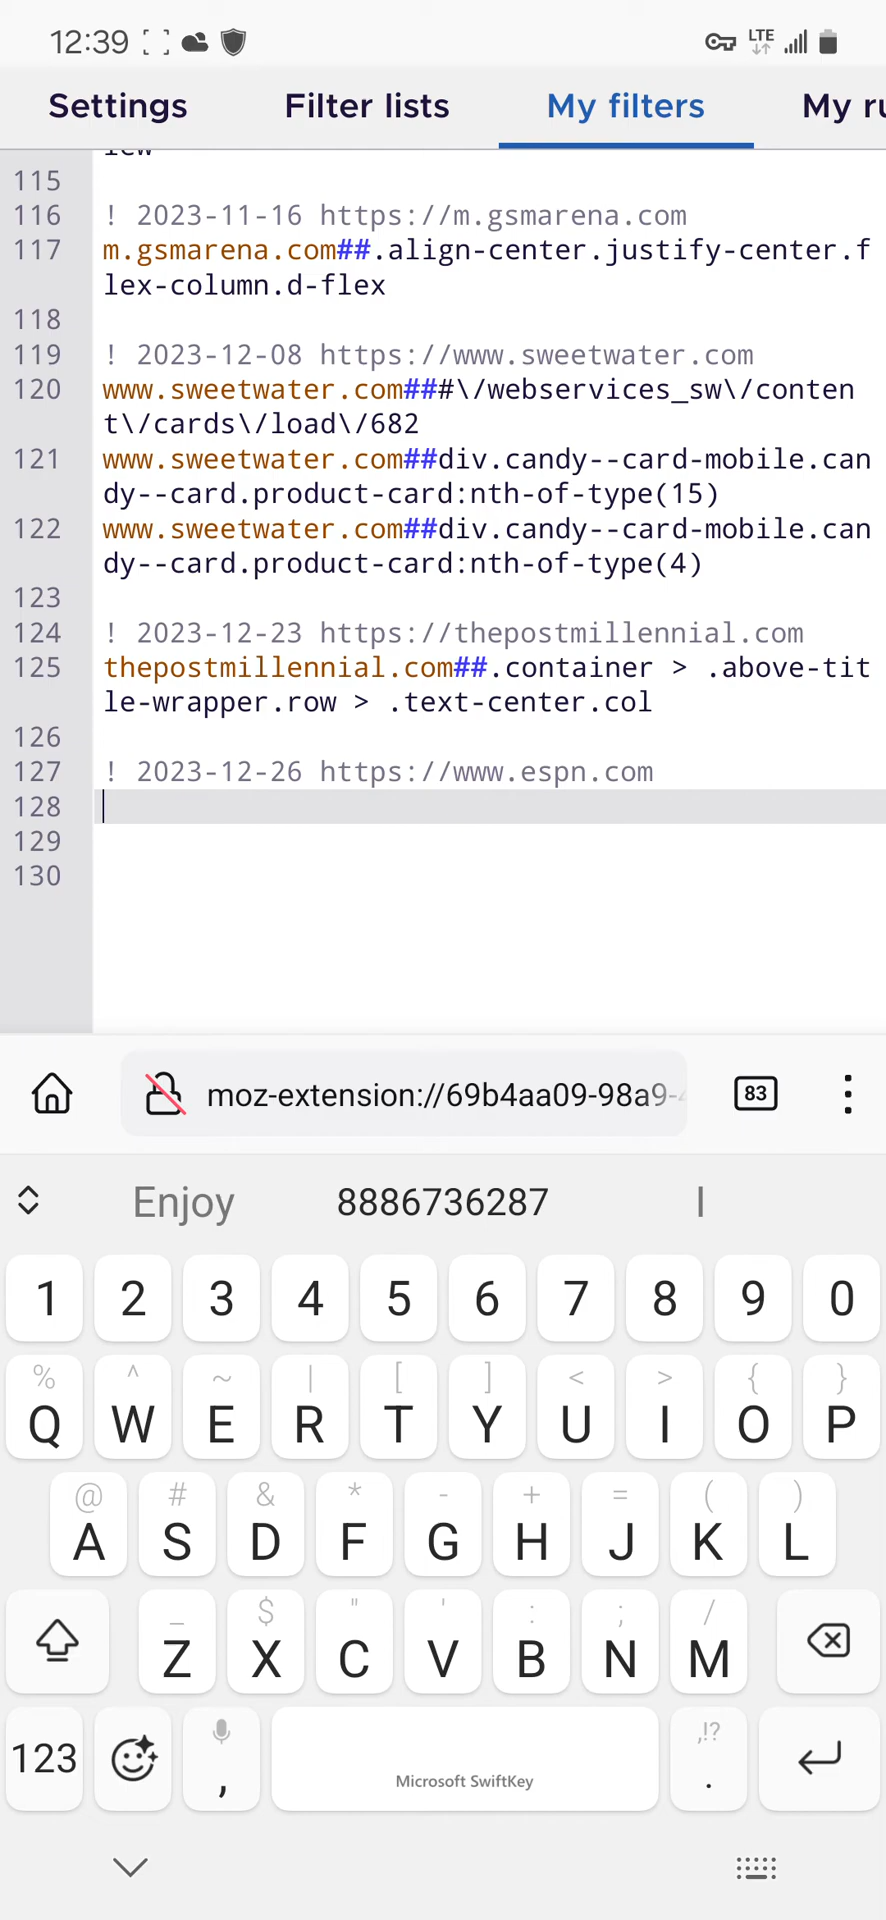 12:39 LTE
Settings Filter lists My filters My ru
iew
115
116 ! 2023-11-16 https://m.gsmarena.com
117 m.gsmarena.com##.align-center.justify-center.f
lex-column.d-flex
118
119 ! 2023-12-08 https://www.sweetwater.com
120 www.sweetwater.com###\/webservices_sw\/conten
t\/cards\/load\/682
121 www.sweetwater.com##div.candy--card-mobile.can
dy--card.product-card:nth-of-type(15)
122 www.sweetwater.com##div.candy--card-mobile.can
dy--card.product-card:nth-of-type(4)
123
124 ! 2023-12-23 https://thepostmillennial.com
125 thepostmillennial.com##.container > .above-tit
le-wrapper.row > .text-center.col
126
127 ! 2023-12-26 https://www.espn.com
128
129
130
moz-extension://69b4aa09-98a9- 83
Enjoy 8886736287 |
1 2 3 4 5 6 7 8 9 0
% ^ ~ | [ ] < > { }
Q W E R T Y U I O P
@ # & * - + = ( )
A S D F G H J K L
_ $ " ' : ; /
Z X C V B N M
,!?
123 , Microsoft SwiftKey .